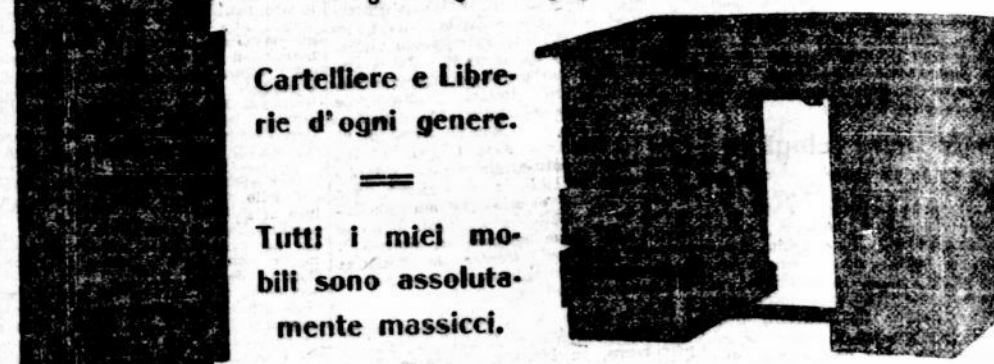 Cartelliere e Libre-
rie d'ogni genere.
Tutti i miei mo-
bili sono assoluta-
mente massicci.